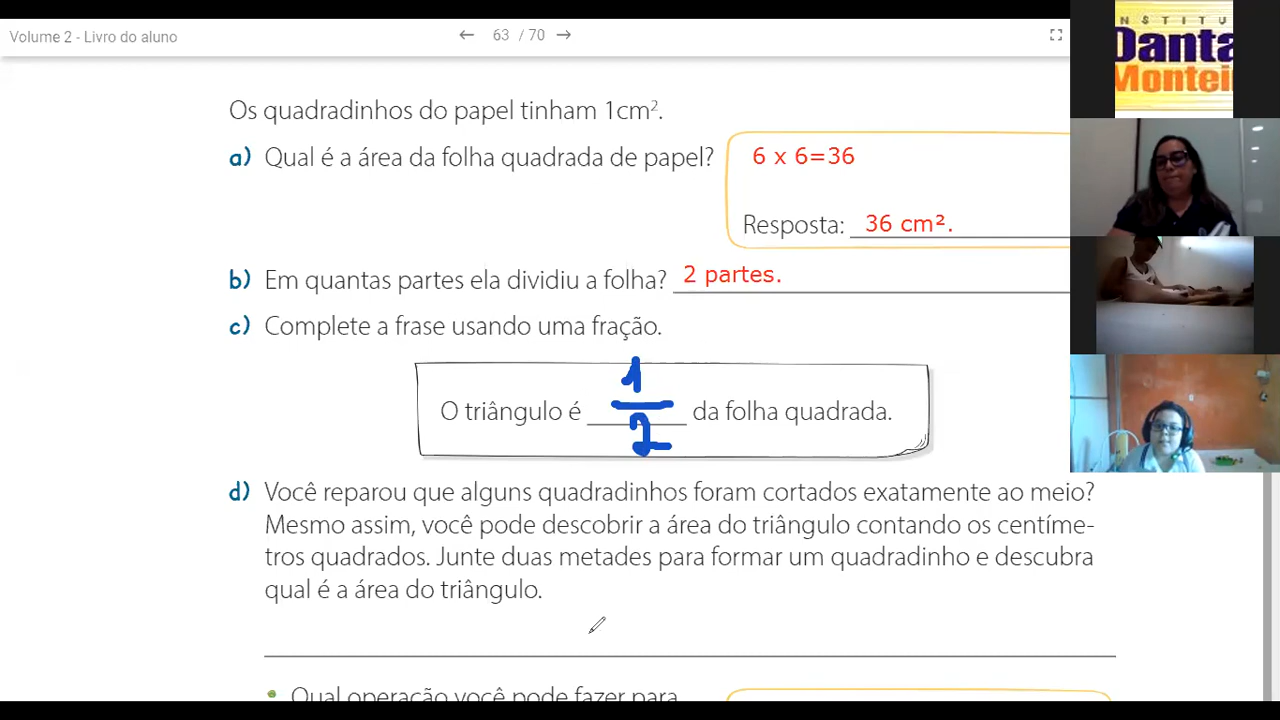 Volume 2 - Livro do aluno
← 63 / 70 →
Os quadradinhos do papel tinham 1cm².
a) Qual é a área da folha quadrada de papel?
6 x 6=36
Resposta: 36 cm².
b) Em quantas partes ela dividiu a folha? 2 partes.
c) Complete a frase usando uma fração.
O triângulo é 1/2 da folha quadrada.
d) Você reparou que alguns quadradinhos foram cortados exatamente ao meio?
Mesmo assim, você pode descobrir a área do triângulo contando os centíme-
tros quadrados. Junte duas metades para formar um quadradinho e descubra
qual é a área do triângulo.
• Qual operação você pode fazer para
NSTITU
Danta
Montei